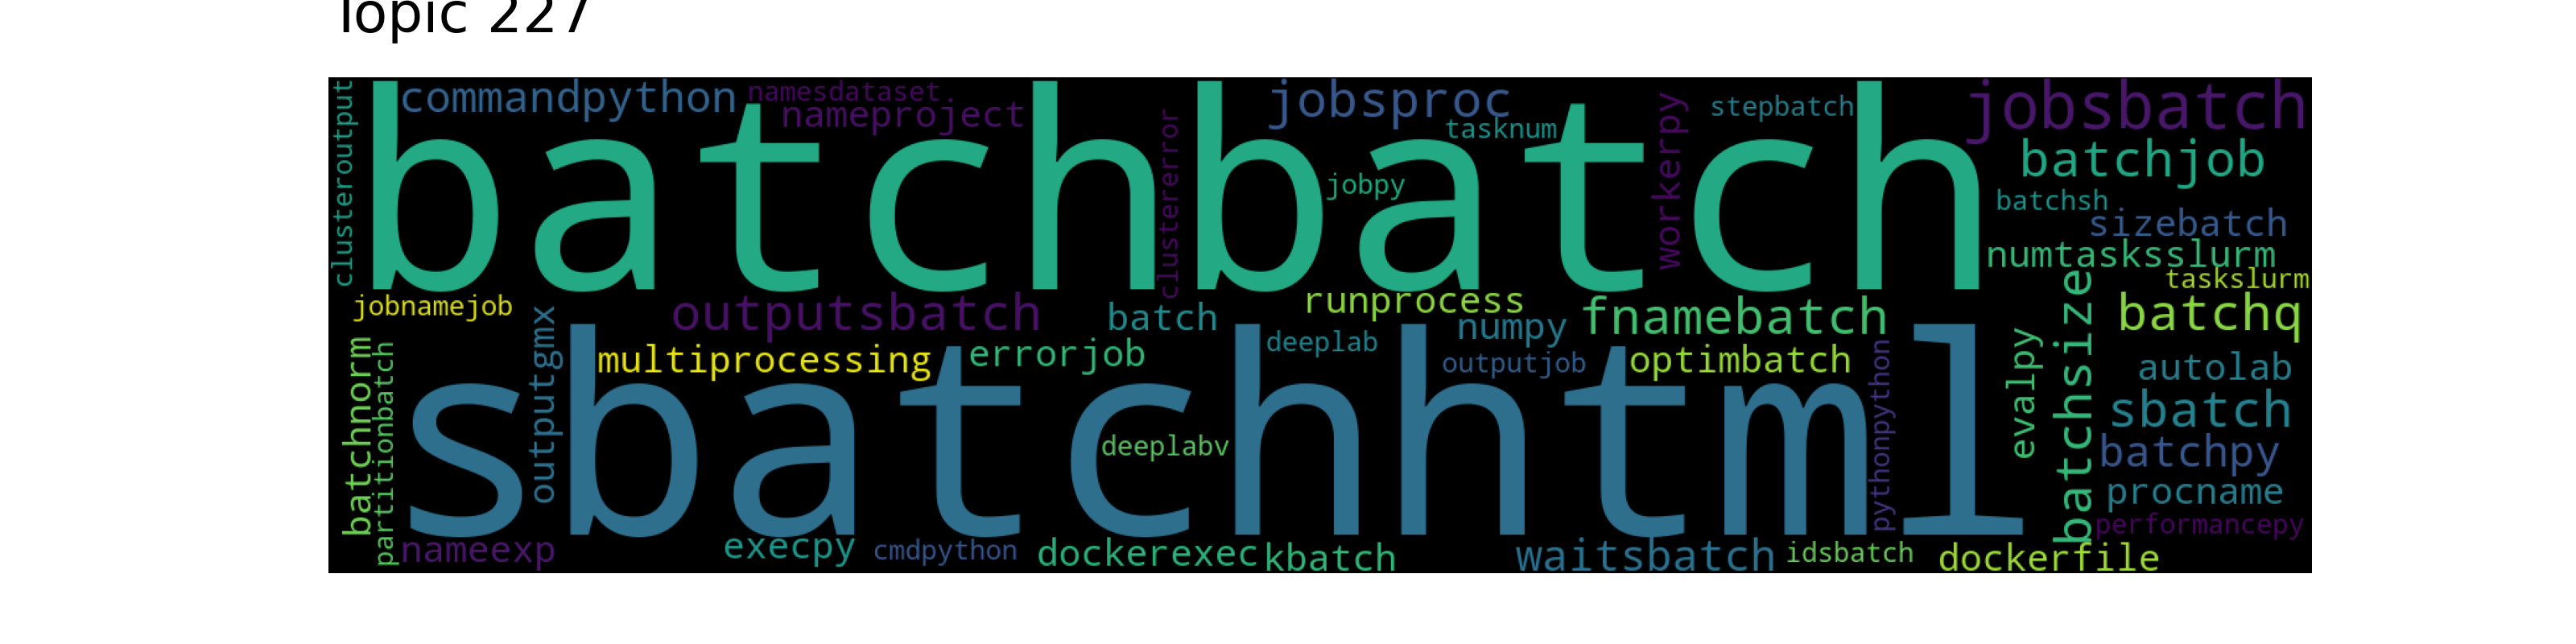 Topic 227
clusteroutput
commandpython
namesdataset
nameproject
batchbatch
clustererror
jobsproc
tasknum
jobpy
workerpy
stepbatch
jobsbatch
batchjob
batchsh
sizebatch
numtasksslurm
taskslurm
jobnamejob
outputsbatch
batch
runprocess
numpy
fnamebatch
batchq
batchnorm
partitionbatch
outputgmx
multiprocessing
errorjob
deeplab
outputjob
optimbatch
pythonpython
evalpy
batchsize
autolab
sbatchhtml
deeplabv
sbatch
batchpy
procname
performancepy
nameexp
execpy
cmdpython
dockerexec
kbatch
waitsbatch
idsbatch
dockerfile